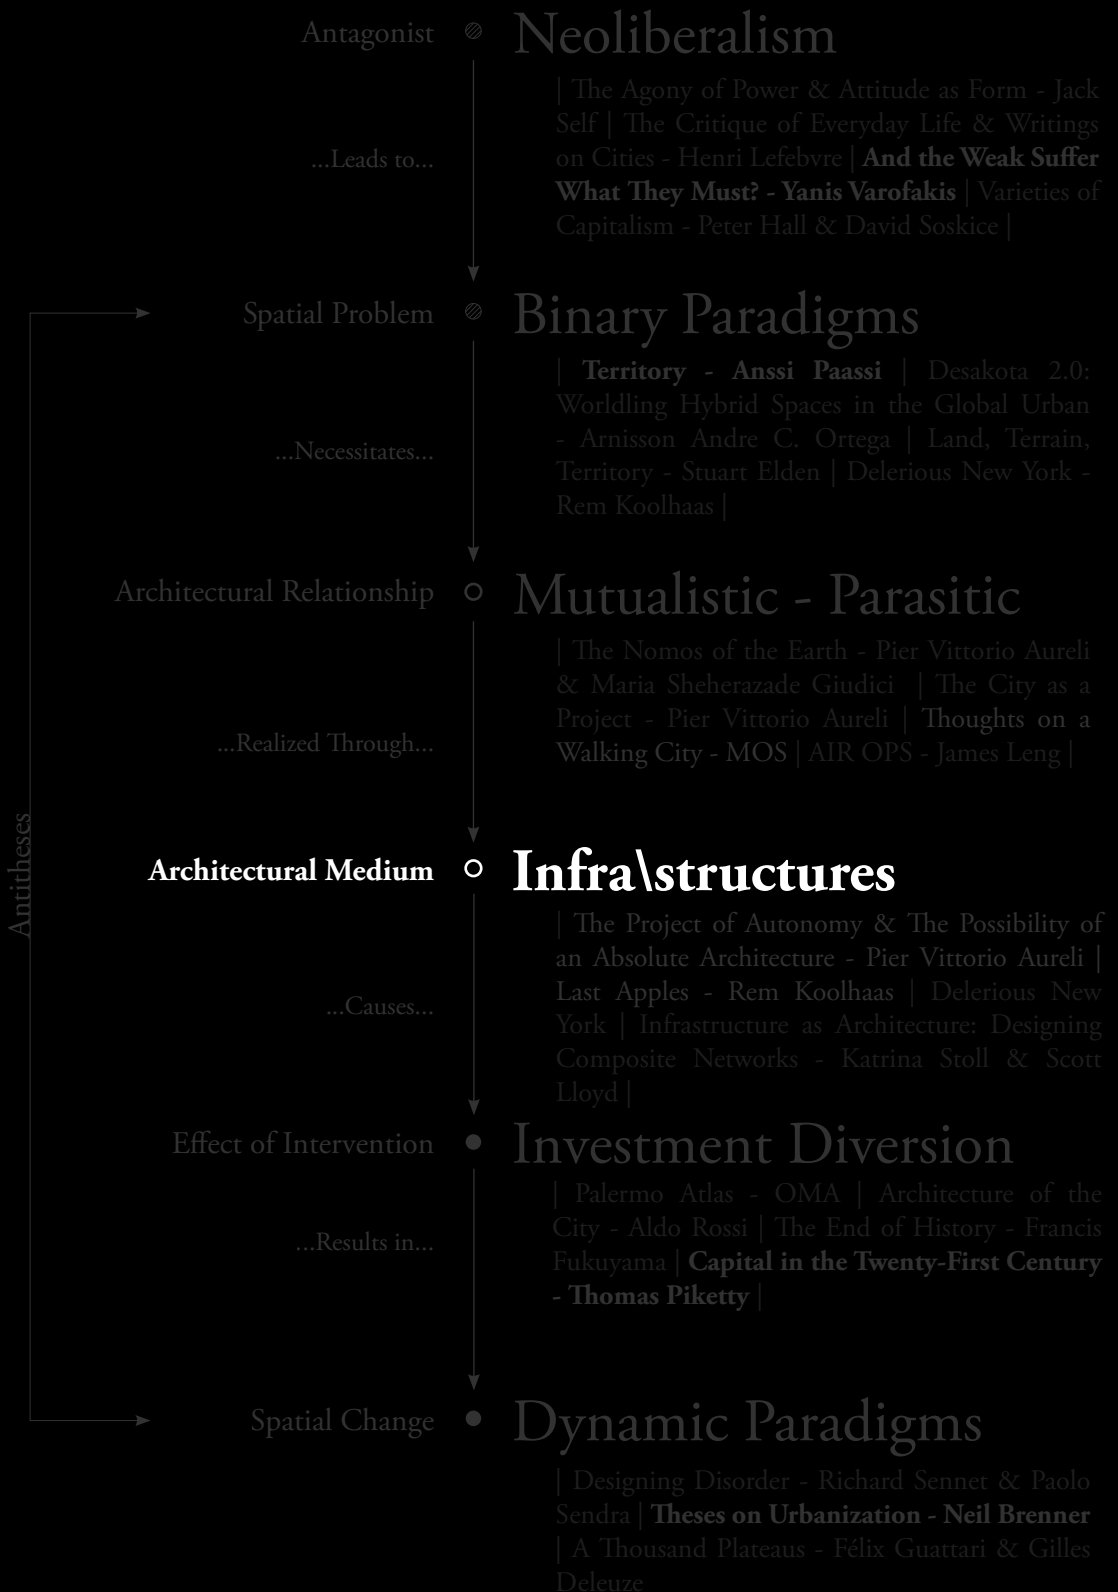 Antagonist
Neoliberalism
| The Agony of Power & Attitude as Form - Jack
Self | The Critique of Everyday Life & Writings
on Cities - Henri Lefebvre | And the Weak Suffer
What They Must? - Yanis Varofakis | Varieties of
Capitalism - Peter Hall & David Soskice |
...Leads to...
Spatial Problem
Binary Paradigms
| Territory - Anssi Paassi | Desakota 2.0:
Worldling Hybrid Spaces in the Global Urban
- Arnisson Andre C. Ortega | Land, Terrain,
Territory - Stuart Elden | Delerious New York -
Rem Koolhaas |
...Necessitates...
Architectural Relationship
Mutualistic - Parasitic
| The Nomos of the Earth - Pier Vittorio Aureli
& Maria Sheherazade Giudici | The City as a
Project - Pier Vittorio Aureli | Thoughts on a
Walking City - MOS | AIR OPS - James Leng |
...Realized Through...
Antitheses
Architectural Medium
Infra\structures
| The Project of Autonomy & The Possibility of
an Absolute Architecture - Pier Vittorio Aureli |
Last Apples - Rem Koolhaas | Delerious New
York | Infrastructure as Architecture: Designing
Composite Networks - Katrina Stoll & Scott
Lloyd |
...Causes...
Effect of Intervention
Investment Diversion
| Palermo Atlas - OMA | Architecture of the
City - Aldo Rossi | The End of History - Francis
Fukuyama | Capital in the Twenty-First Century
- Thomas Piketty |
...Results in...
Spatial Change
Dynamic Paradigms
| Designing Disorder - Richard Sennet & Paolo
Sendra | Theses on Urbanization - Neil Brenner
| A Thousand Plateaus - Félix Guattari & Gilles
Deleuze